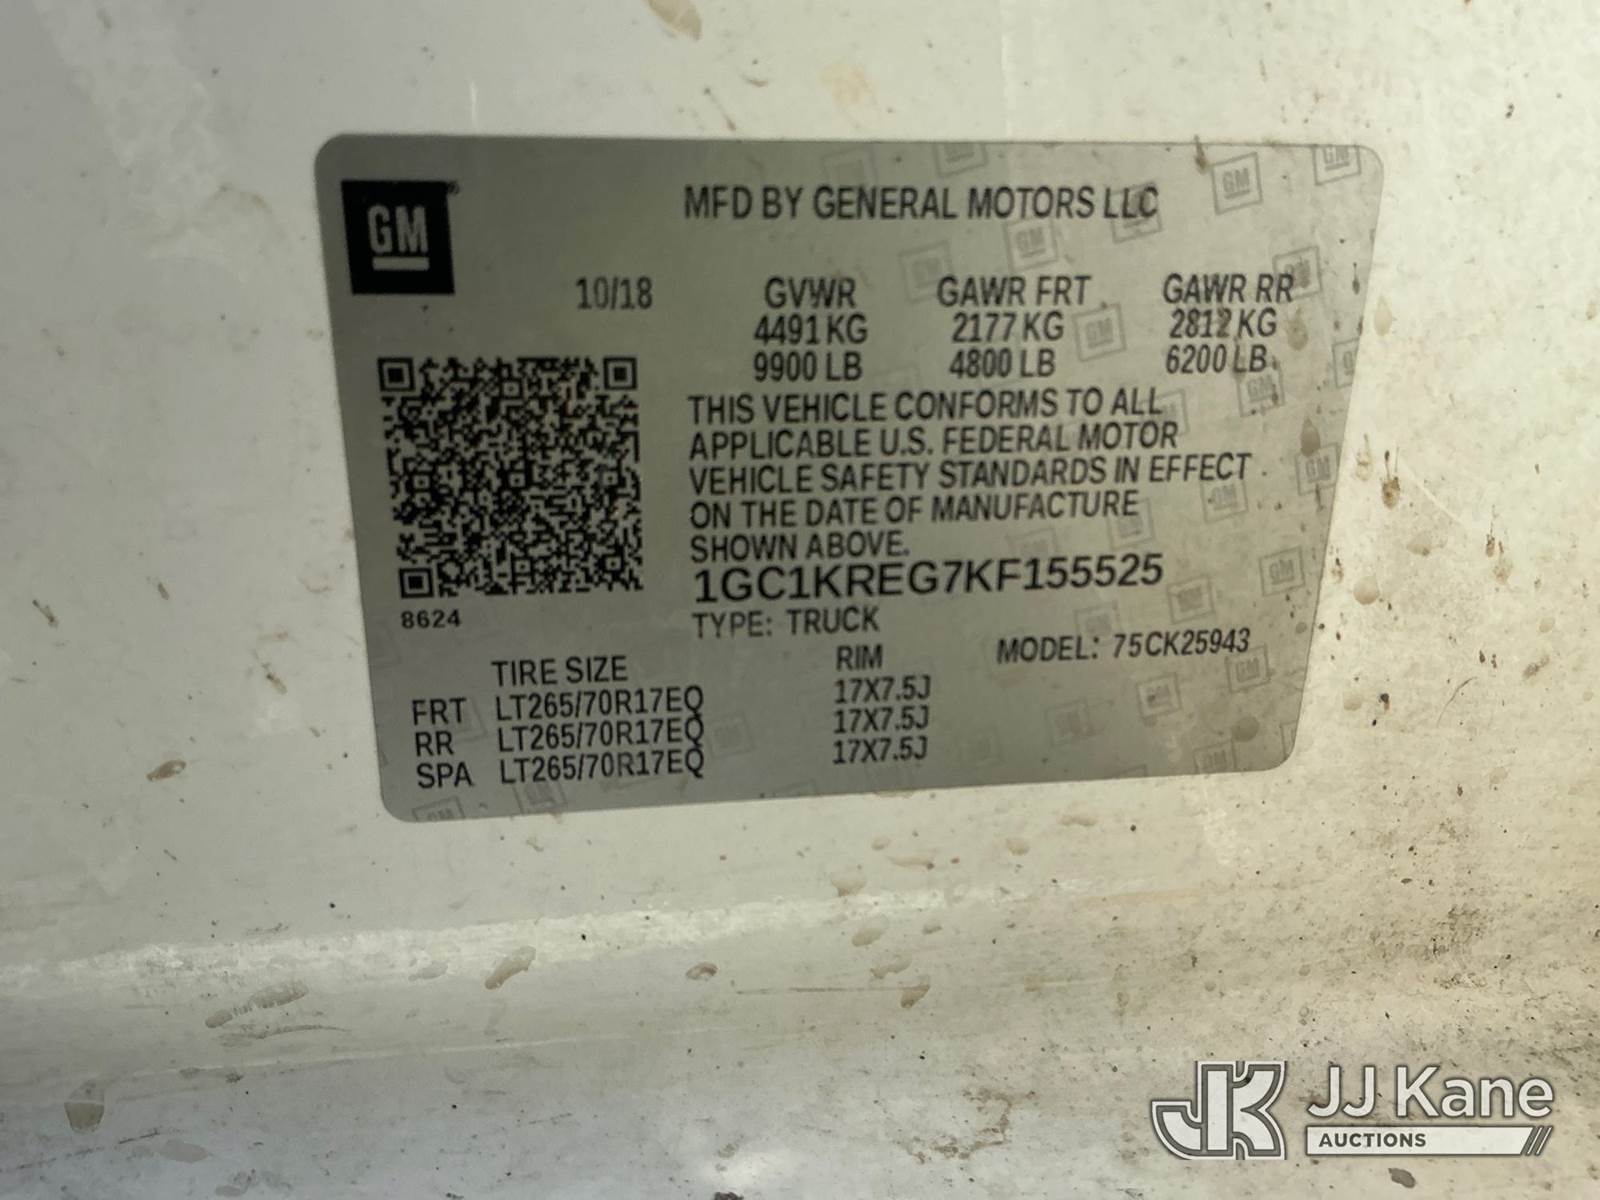 GM
MFD BY GENERAL MOTORS LLC
10/18 GVWR GAWR FRT GAWR RR
4491 KG 2177 KG 2812 KG
9900 LB 4800 LB 6200 LB
THIS VEHICLE CONFORMS TO ALL
APPLICABLE U.S. FEDERAL MOTOR
VEHICLE SAFETY STANDARDS IN EFFECT
ON THE DATE OF MANUFACTURE
SHOWN ABOVE.
1GC1KREG7KF155525
8624
TYPE: TRUCK
MODEL: 75CK25943
TIRE SIZE RIM
FRT LT265/70R17EQ 17X7.5J
RR LT265/70R17EQ 17X7.5J
SPA LT265/70R17EQ 17X7.5J
JK JJ Kane
AUCTIONS